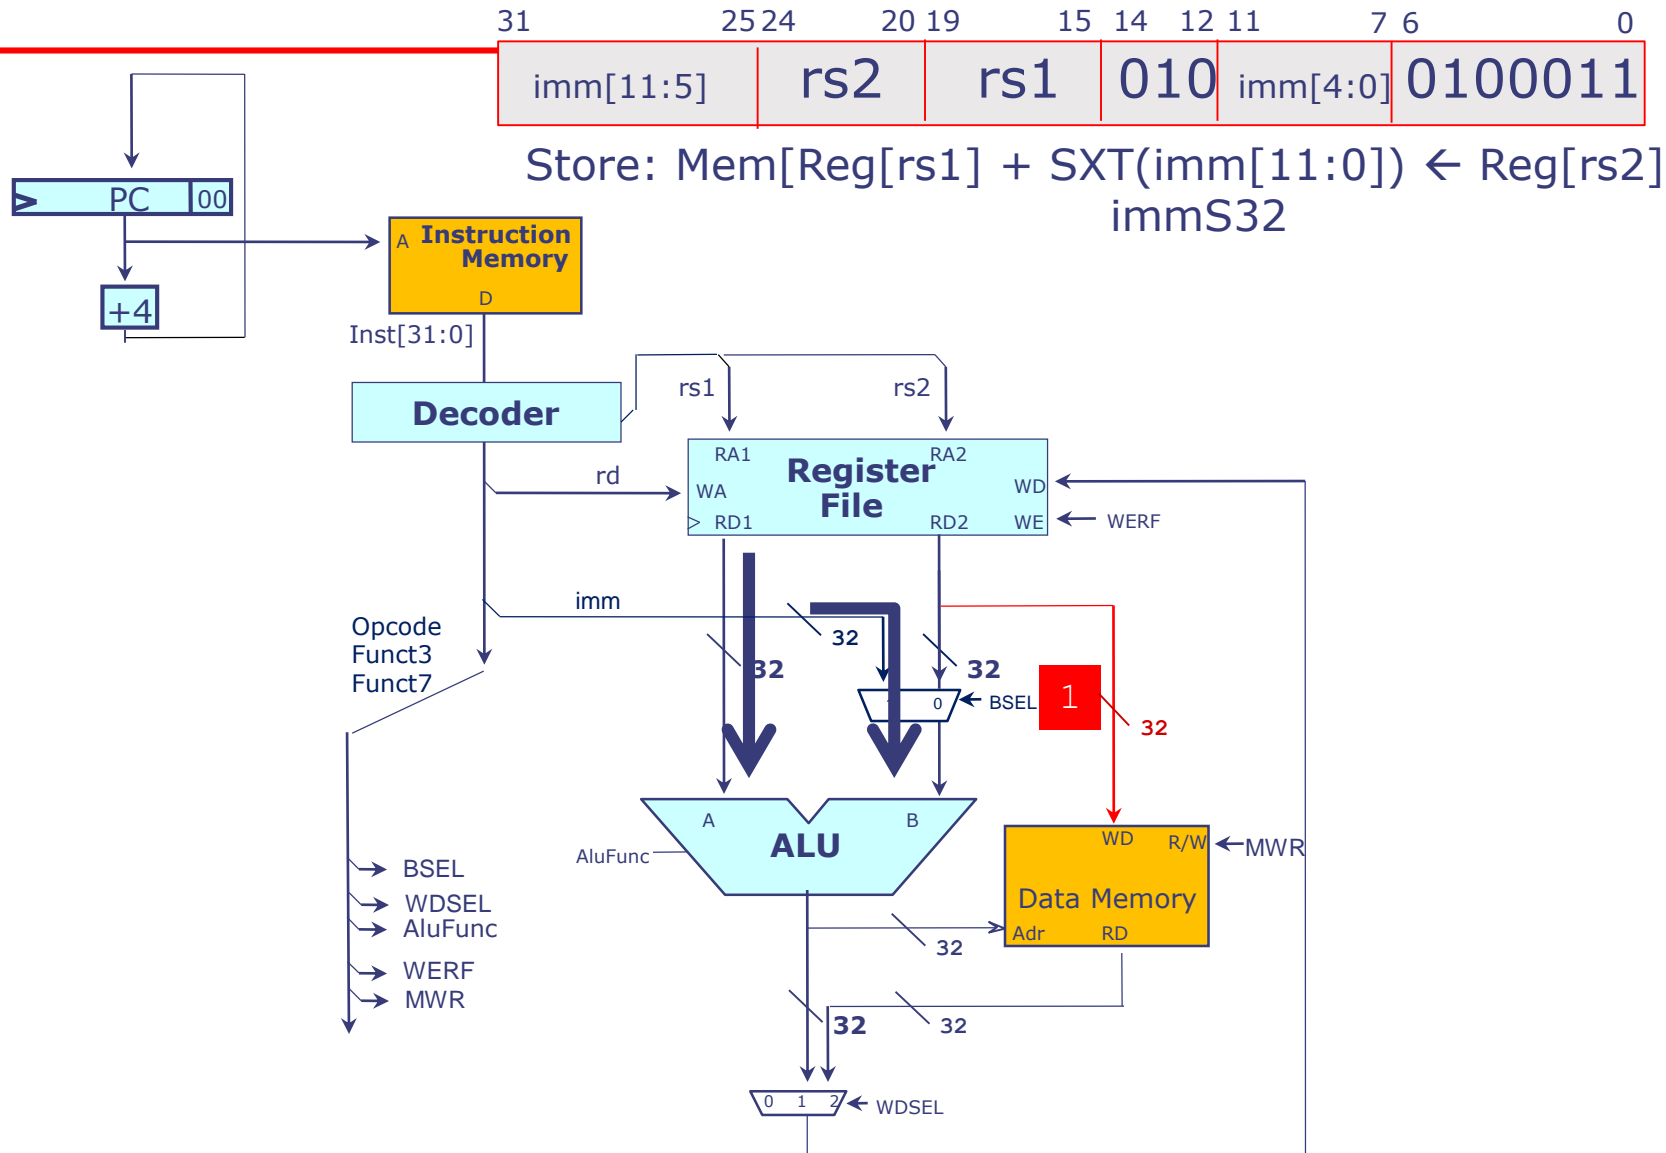 31 25 24 20 19 15 14 12 11 7 6 0
imm[11:5] rs2 rs1 010 imm[4:0] 0100011
Store: Mem[Reg[rs1] + SXT(imm[11:0]) ← Reg[rs2]
immS32
PC 00
A Instruction
Memory
D
+4
Inst[31:0]
rs1 rs2
Decoder
RA1 RA2
Register
File
rd
WA WD
RD1 RD2 WE
WERF
imm
32
Opcode
Funct3
Funct7
32 32
0
BSEL
1
32
A B
ALU
AluFunc
WD R/W
MWR
Data Memory
Adr RD
BSEL
WDSEL
AluFunc
WERF
MWR
32
32 32
0 1 2
WDSEL